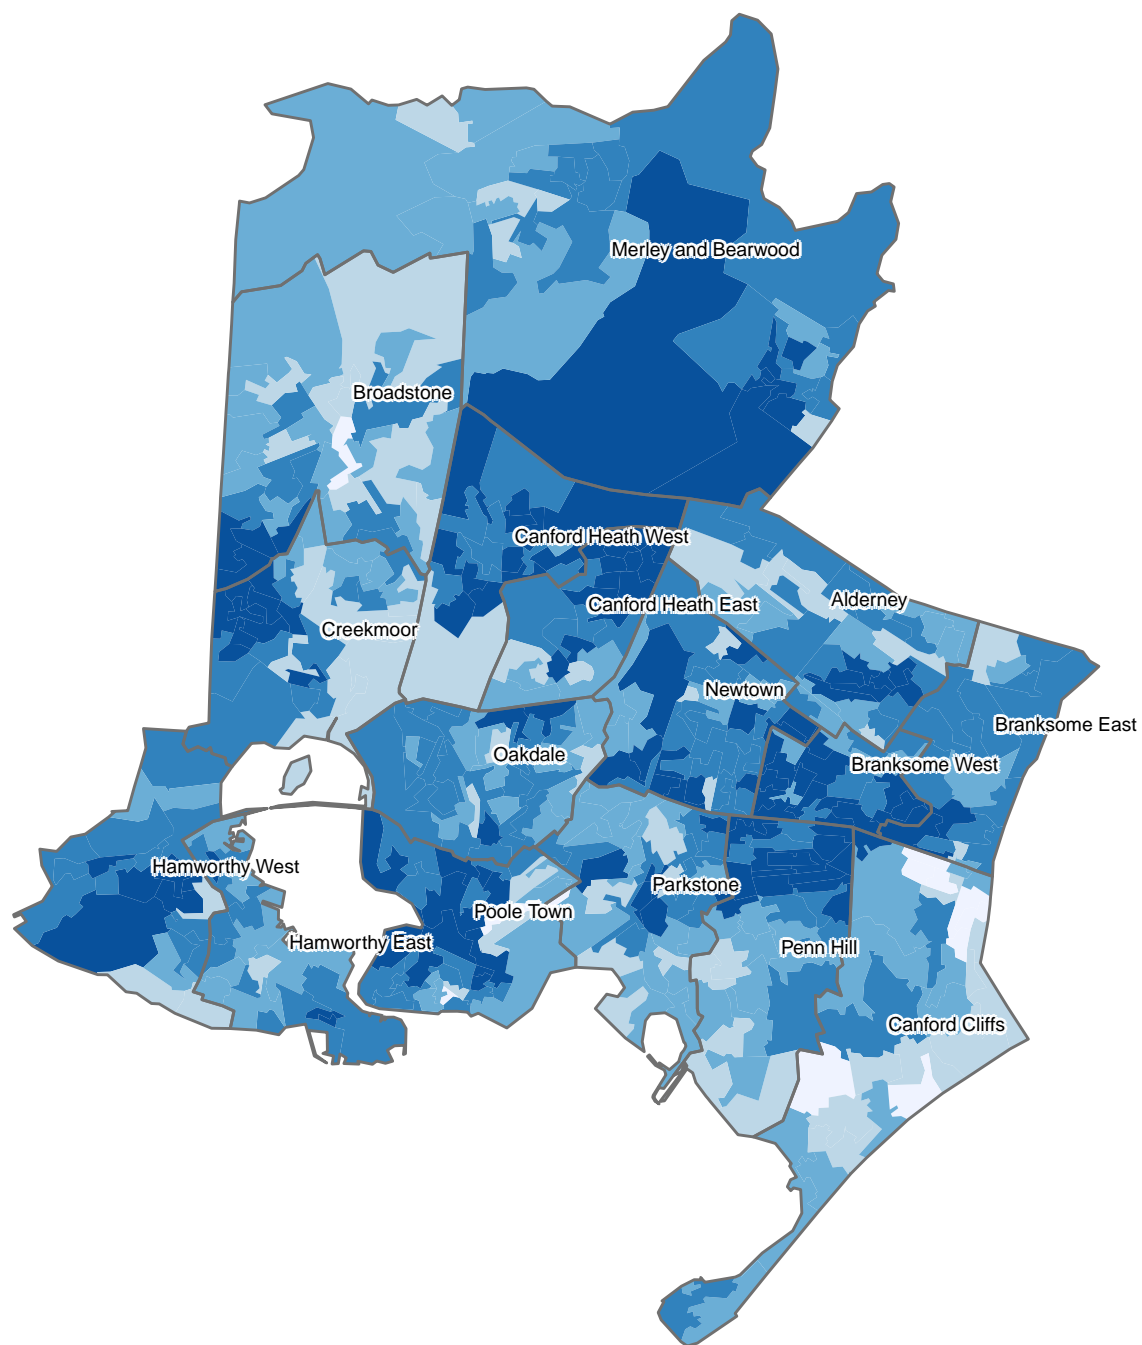 Merley and Bearwood
Broadstone
Canford Heath West
Alderney
Canford Heath East
Creekmoor
Newtown
Branksome East
Oakdale
Branksome West
Hamworthy West
Parkstone
Poole Town
Hamworthy East
Penn Hill
Canford Cliffs